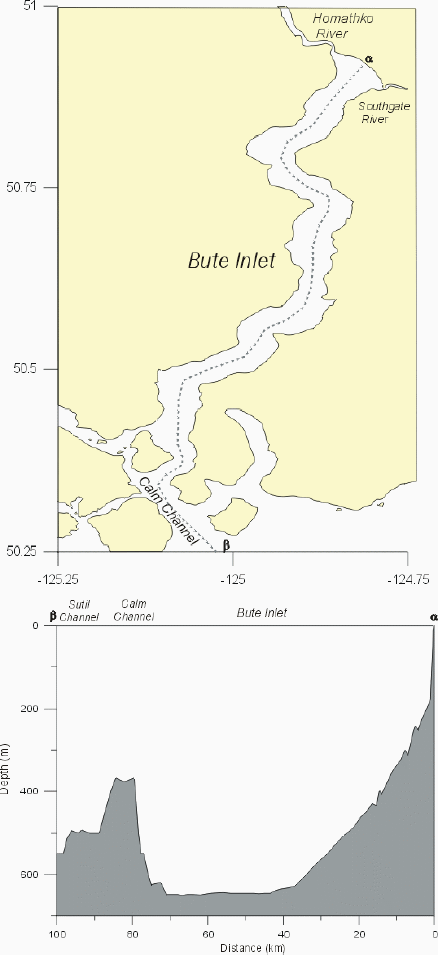 51
Homathko
River
α
Southgate
River
50.75
Bute Inlet
50.5
Calm Channel
β
50.25
-125.25
-125
-124.75
β
Sutil
Channel
Calm
Channel
Bute Inlet
α
0
200
400
600
Depth (m)
100
80
60
40
20
0
Distance (km)